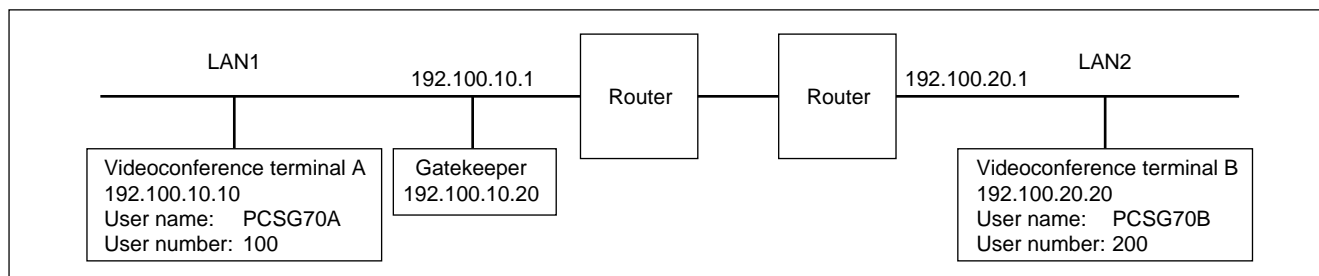 LAN1
192.100.10.1
Router
Router
192.100.20.1
LAN2
Videoconference terminal A
192.100.10.10
User name: PCSG70A
User number: 100
Gatekeeper
192.100.10.20
Videoconference terminal B
192.100.20.20
User name: PCSG70B
User number: 200